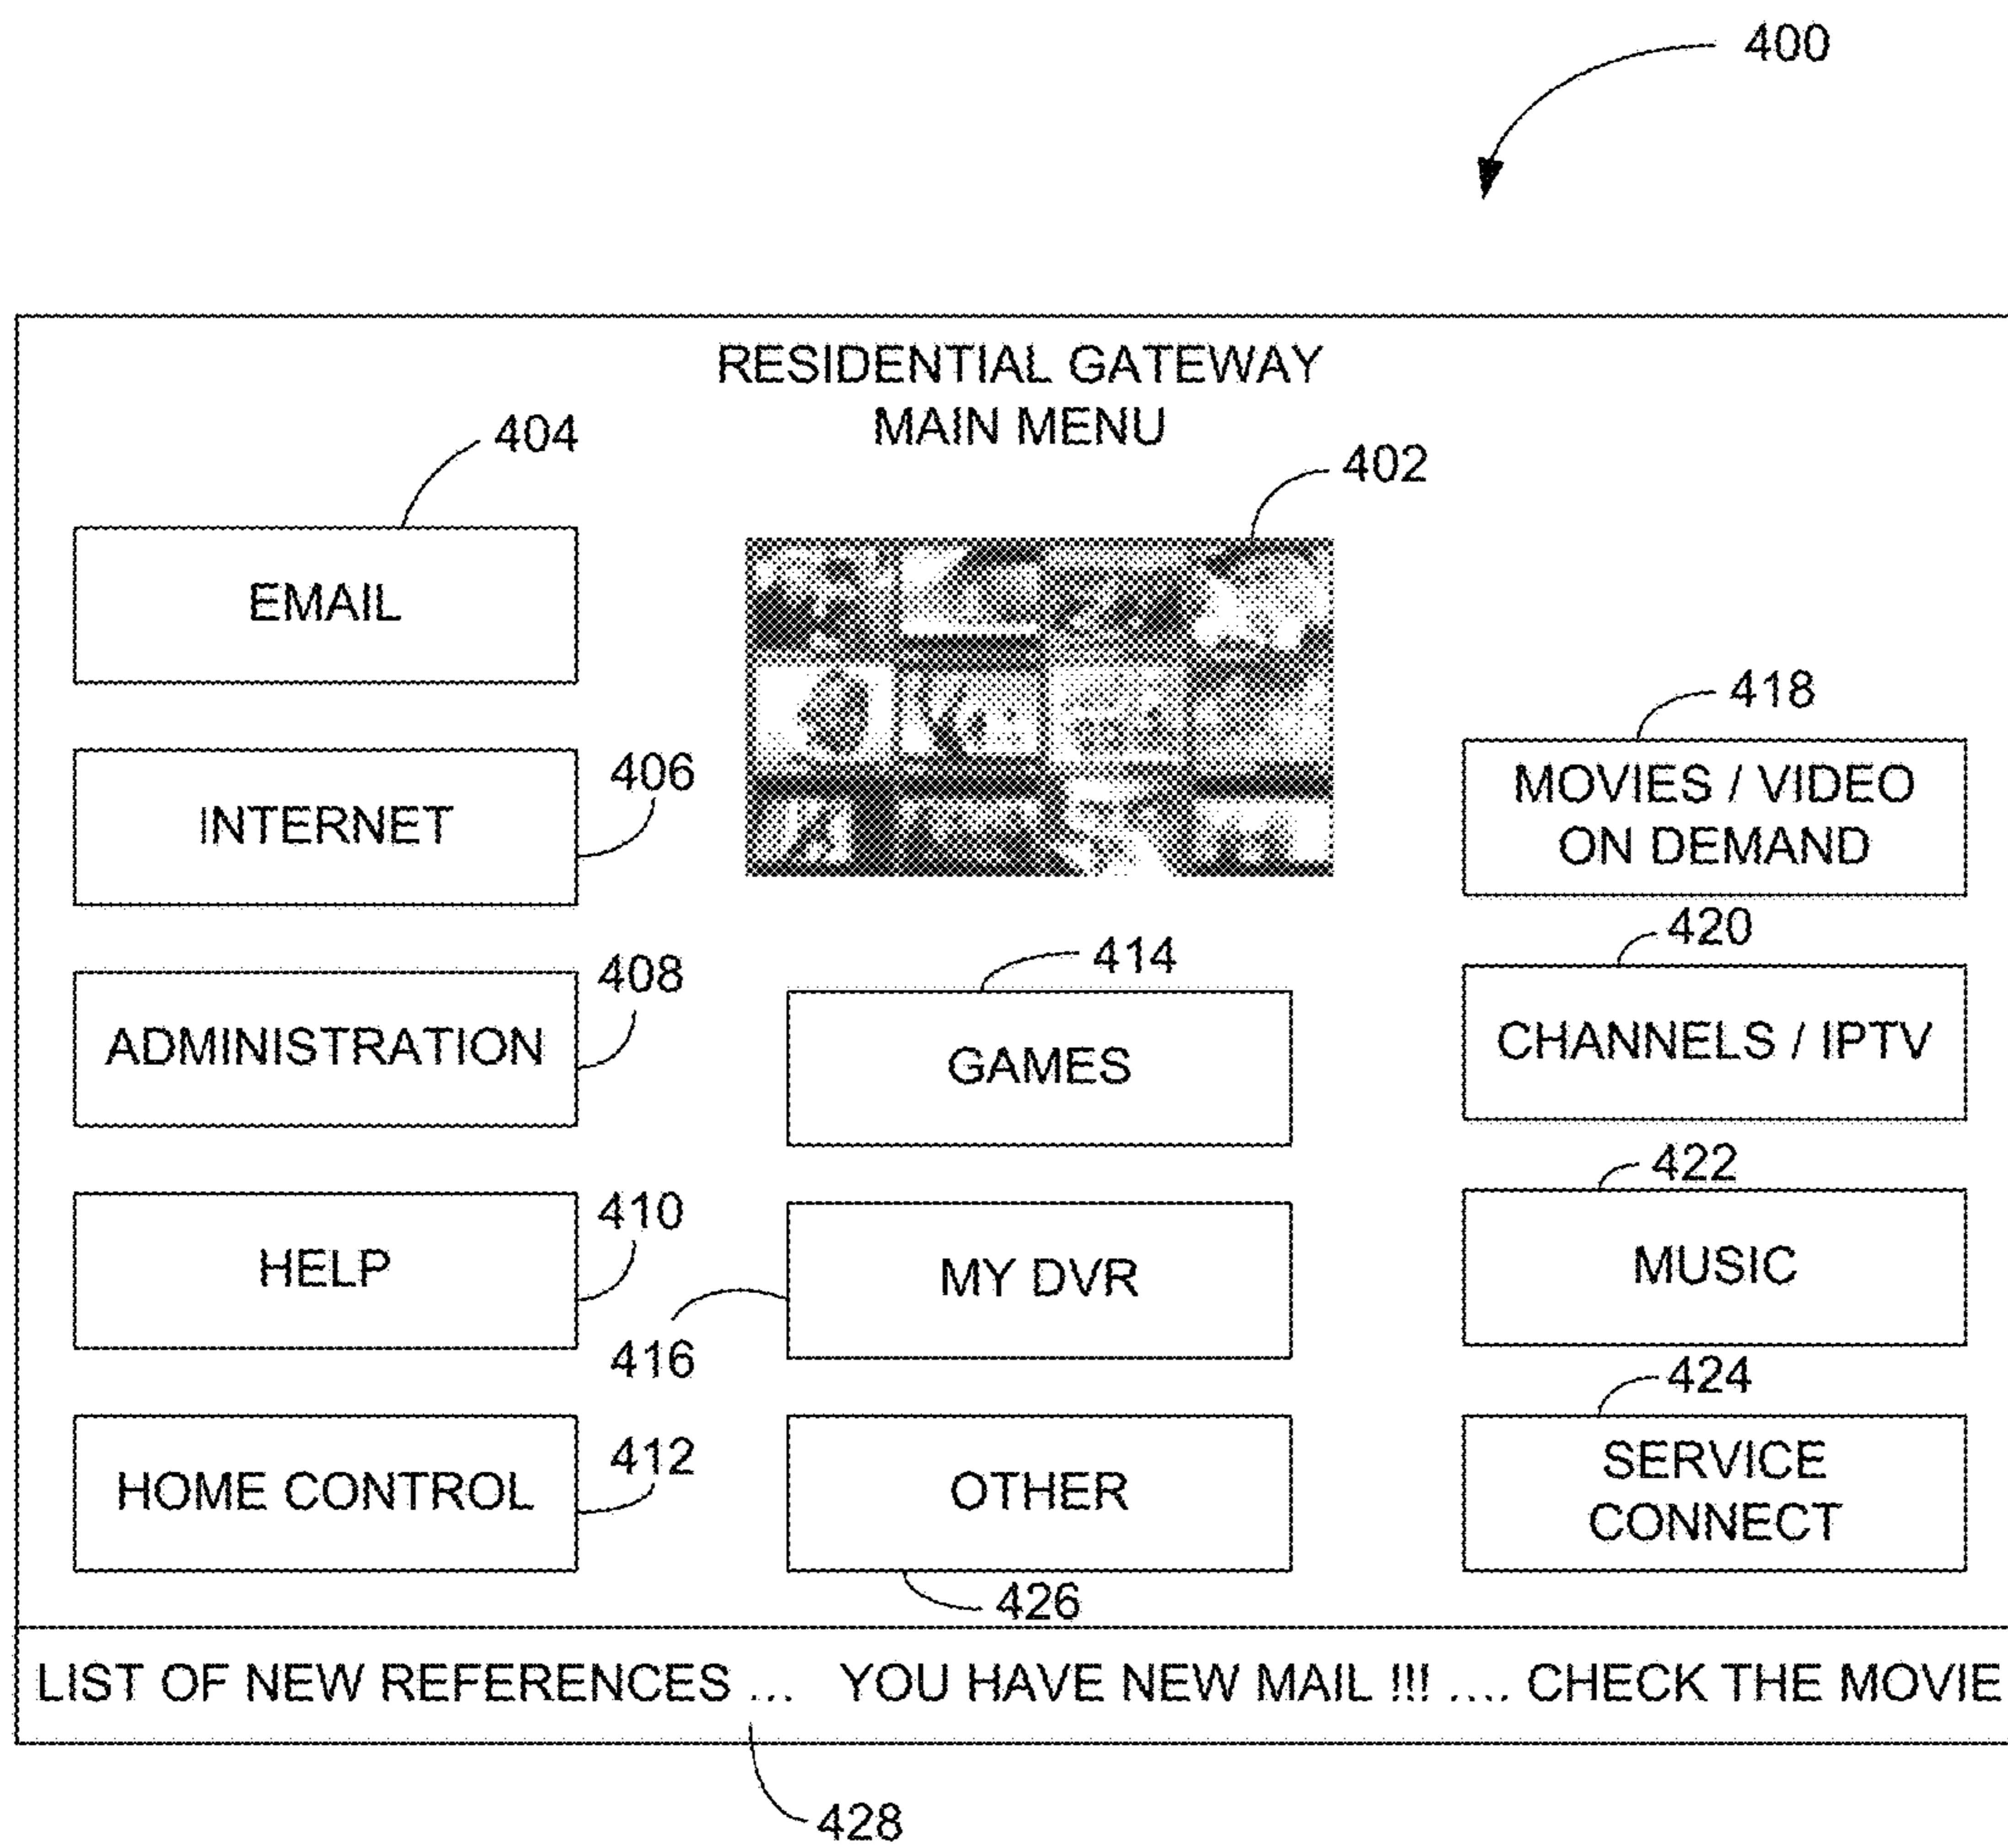 400
RESIDENTIAL GATEWAY
MAIN MENU
404
402
EMAIL
418
406
INTERNET
MOVIES / VIDEO
ON DEMAND
420
414
408
ADMINISTRATION
GAMES
CHANNELS / IPTV
422
410
HELP
MY DVR
MUSIC
416
424
412
HOME CONTROL
OTHER
SERVICE
CONNECT
426
LIST OF NEW REFERENCES ... YOU HAVE NEW MAIL !!! .... CHECK THE MOVIE
428